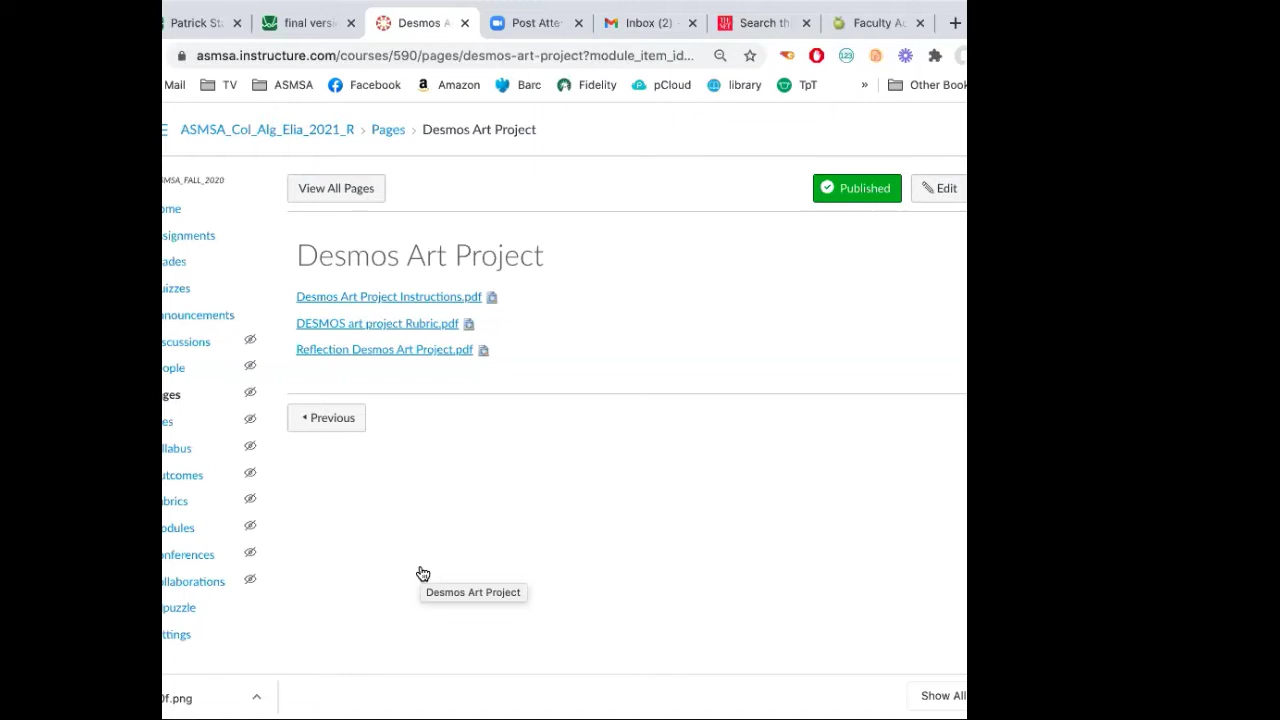 Patrick St
final versi
Desmos A
Post Atte
Inbox (2)
Search th
Faculty Ac
asmsa.instructure.com/courses/590/pages/desmos-art-project?module_item_id...
Mail TV ASMSA Facebook Amazon Barc Fidelity pCloud library TpT » Other Book
ASMSA_Col_Alg_Elia_2021_R > Pages > Desmos Art Project
MSA_FALL_2020
View All Pages
Published
Edit
ome
ssignments
ades
uizzes
nnouncements
scussions
ople
ges
es
llabus
utcomes
brics
odules
onferences
ollaborations
puzzle
ttings
Desmos Art Project
Desmos Art Project Instructions.pdf
DESMOS art project Rubric.pdf
Reflection Desmos Art Project.pdf
Previous
Desmos Art Project
f.png
Show All